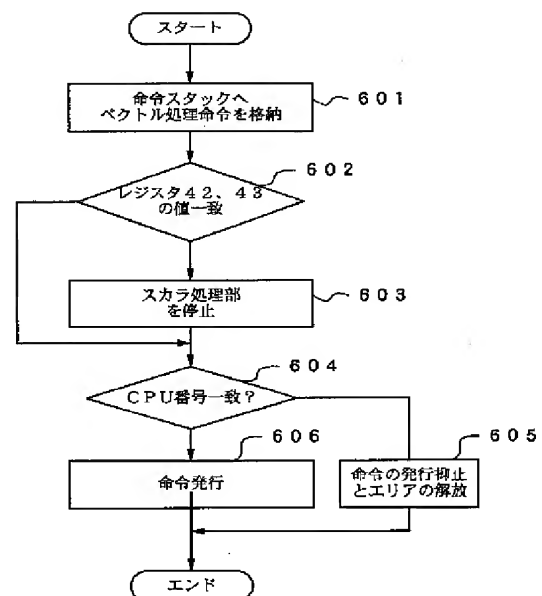 スタート
命令スタックへ
ベクトル処理命令を格納
601
602
レジスタ42、43
の値一致
スカラ処理部
を停止
603
604
CPU番号一致?
606
605
命令発行
命令の発行抑止
とエリアの解放
エンド